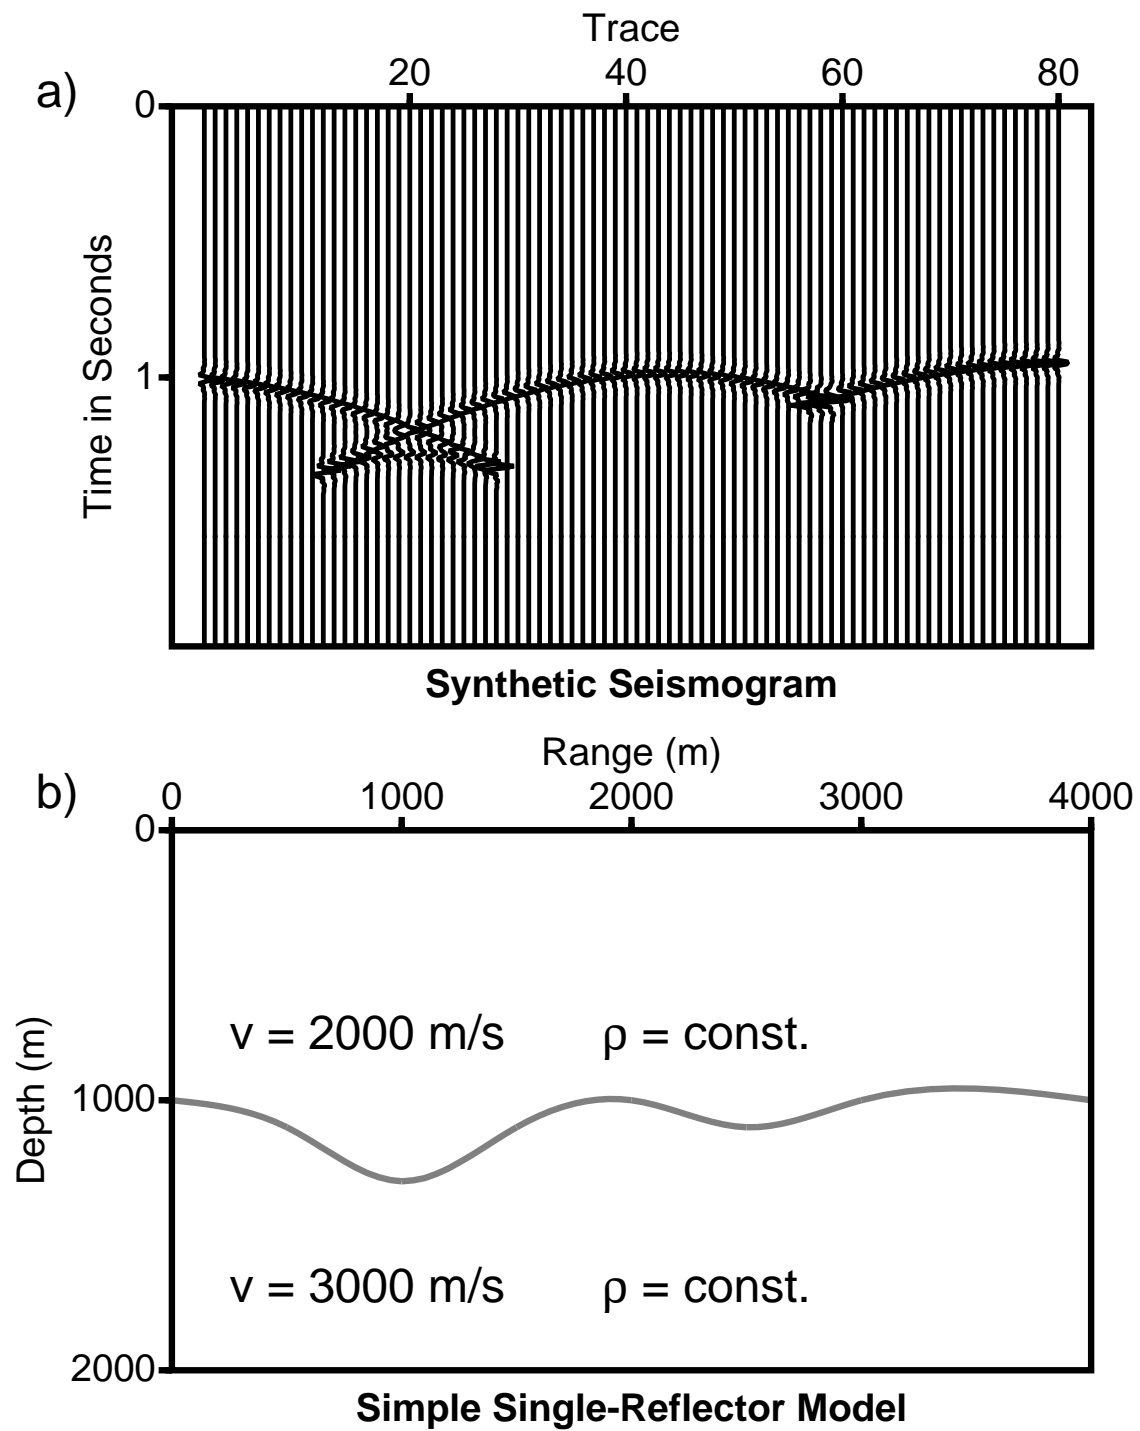 Trace
a)
20 40 60 80
0
1
Time in Seconds
Synthetic Seismogram
Range (m)
b)
0 1000 2000 3000 4000
0
v = 2000 m/s ρ = const.
1000
Depth (m)
v = 3000 m/s ρ = const.
2000
Simple Single-Reflector Model